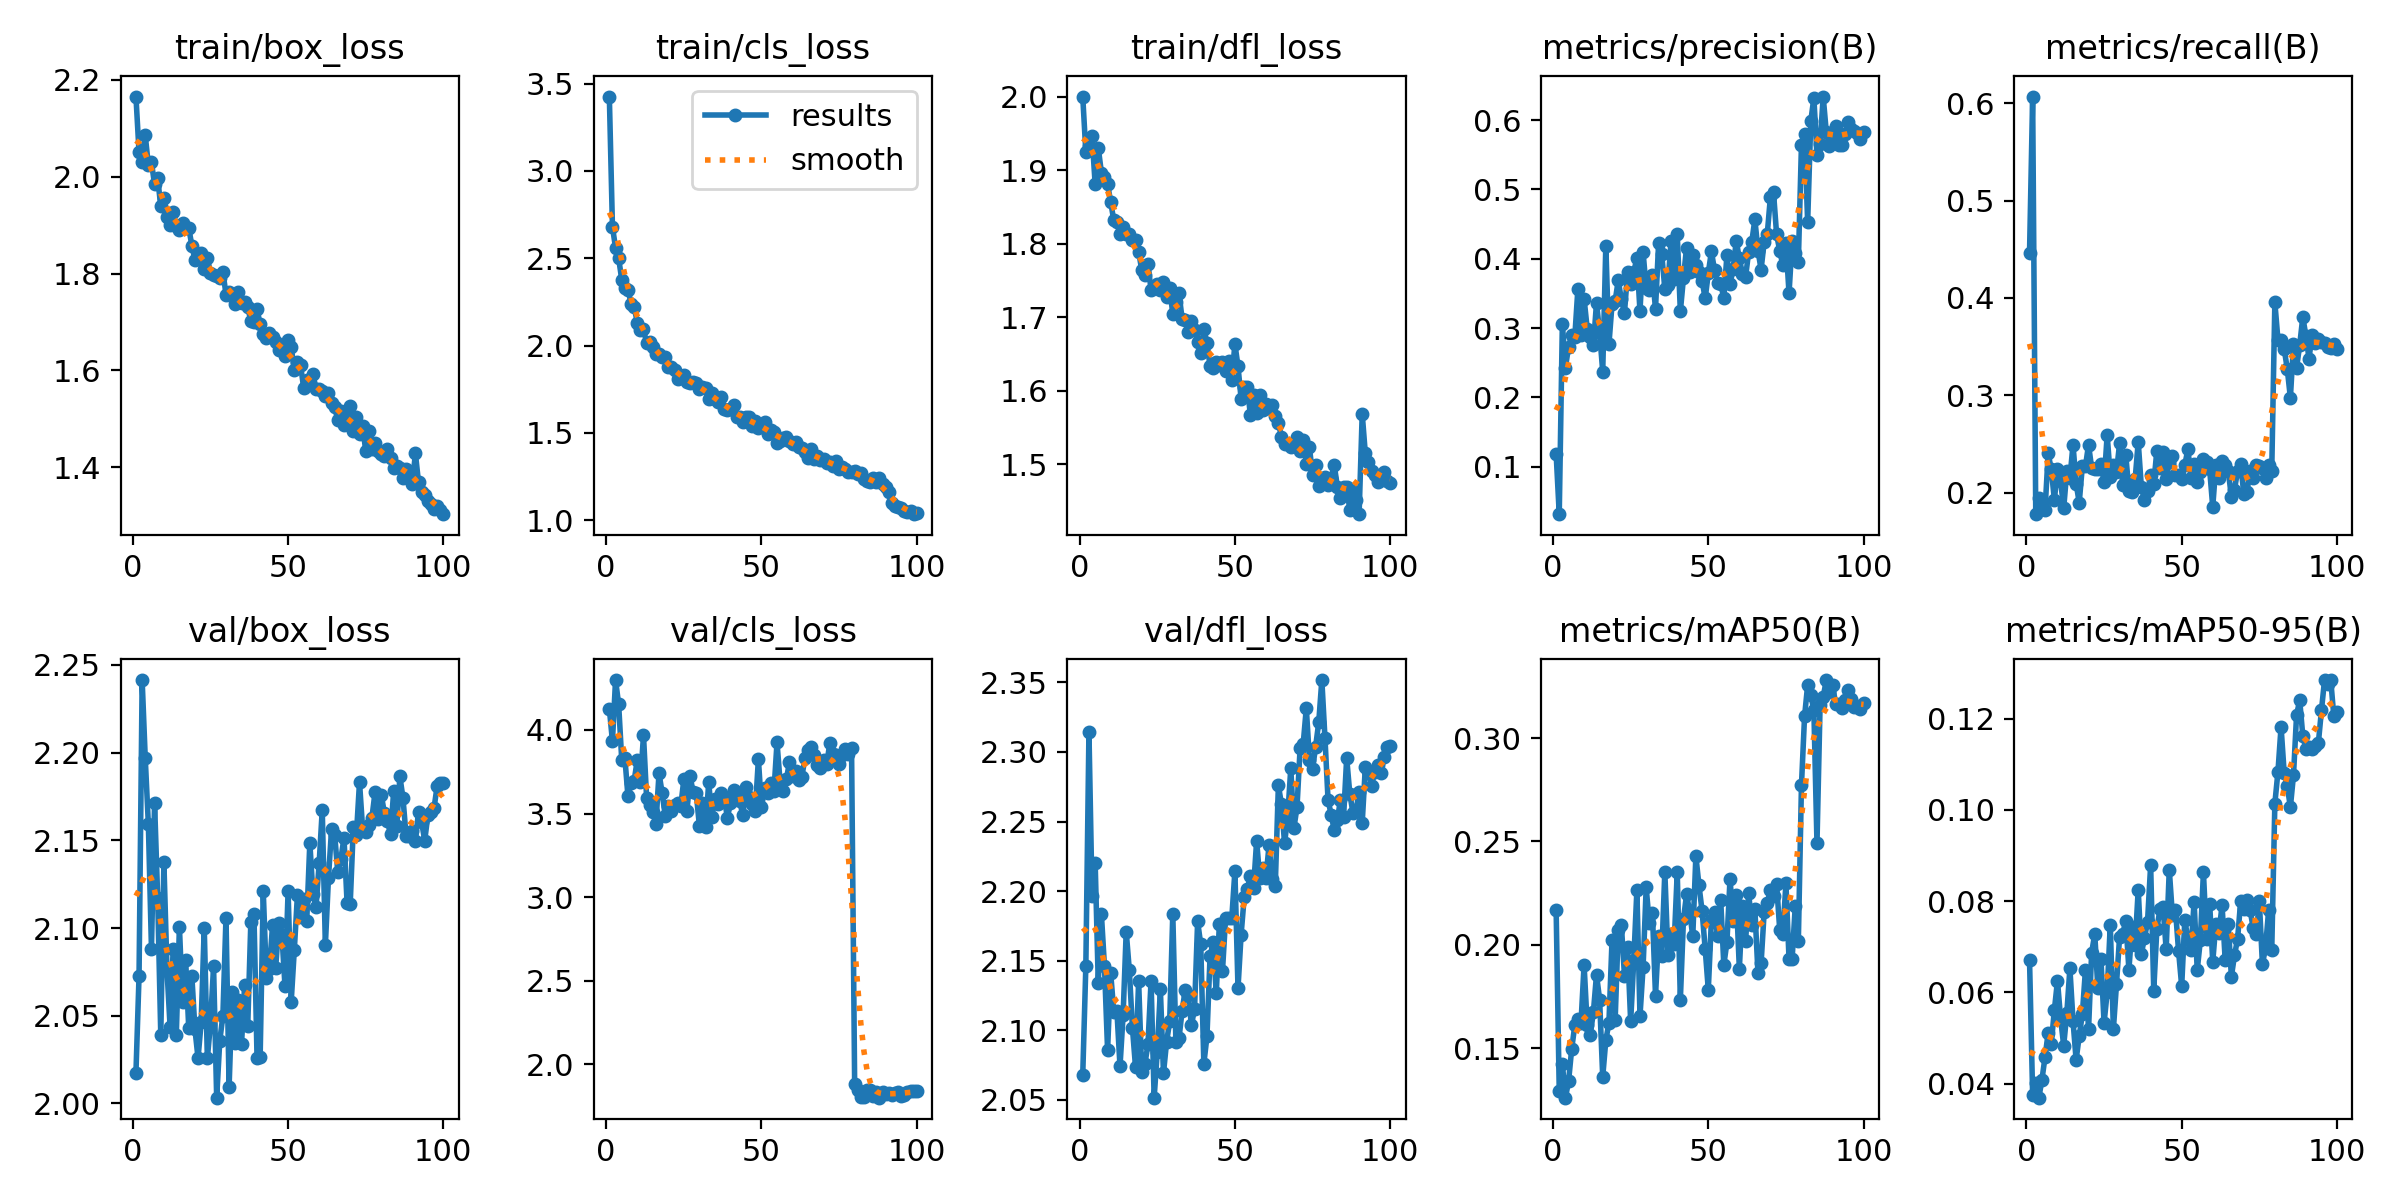 train/box_loss
2.2
2.0
1.8
1.6
1.4
0 50 100
train/cls_loss
results
smooth
3.5
3.0
2.5
2.0
1.5
1.0
0 50 100
train/dfl_loss
2.0
1.9
1.8
1.7
1.6
1.5
0 50 100
metrics/precision(B)
0.6
0.5
0.4
0.3
0.2
0.1
0 50 100
metrics/recall(B)
0.6
0.5
0.4
0.3
0.2
0 50 100
val/box_loss
2.25
2.20
2.15
2.10
2.05
2.00
0 50 100
val/cls_loss
4.0
3.5
3.0
2.5
2.0
0 50 100
val/dfl_loss
2.35
2.30
2.25
2.20
2.15
2.10
2.05
0 50 100
metrics/mAP50(B)
0.30
0.25
0.20
0.15
0 50 100
metrics/mAP50-95(B)
0.12
0.10
0.08
0.06
0.04
0 50 100